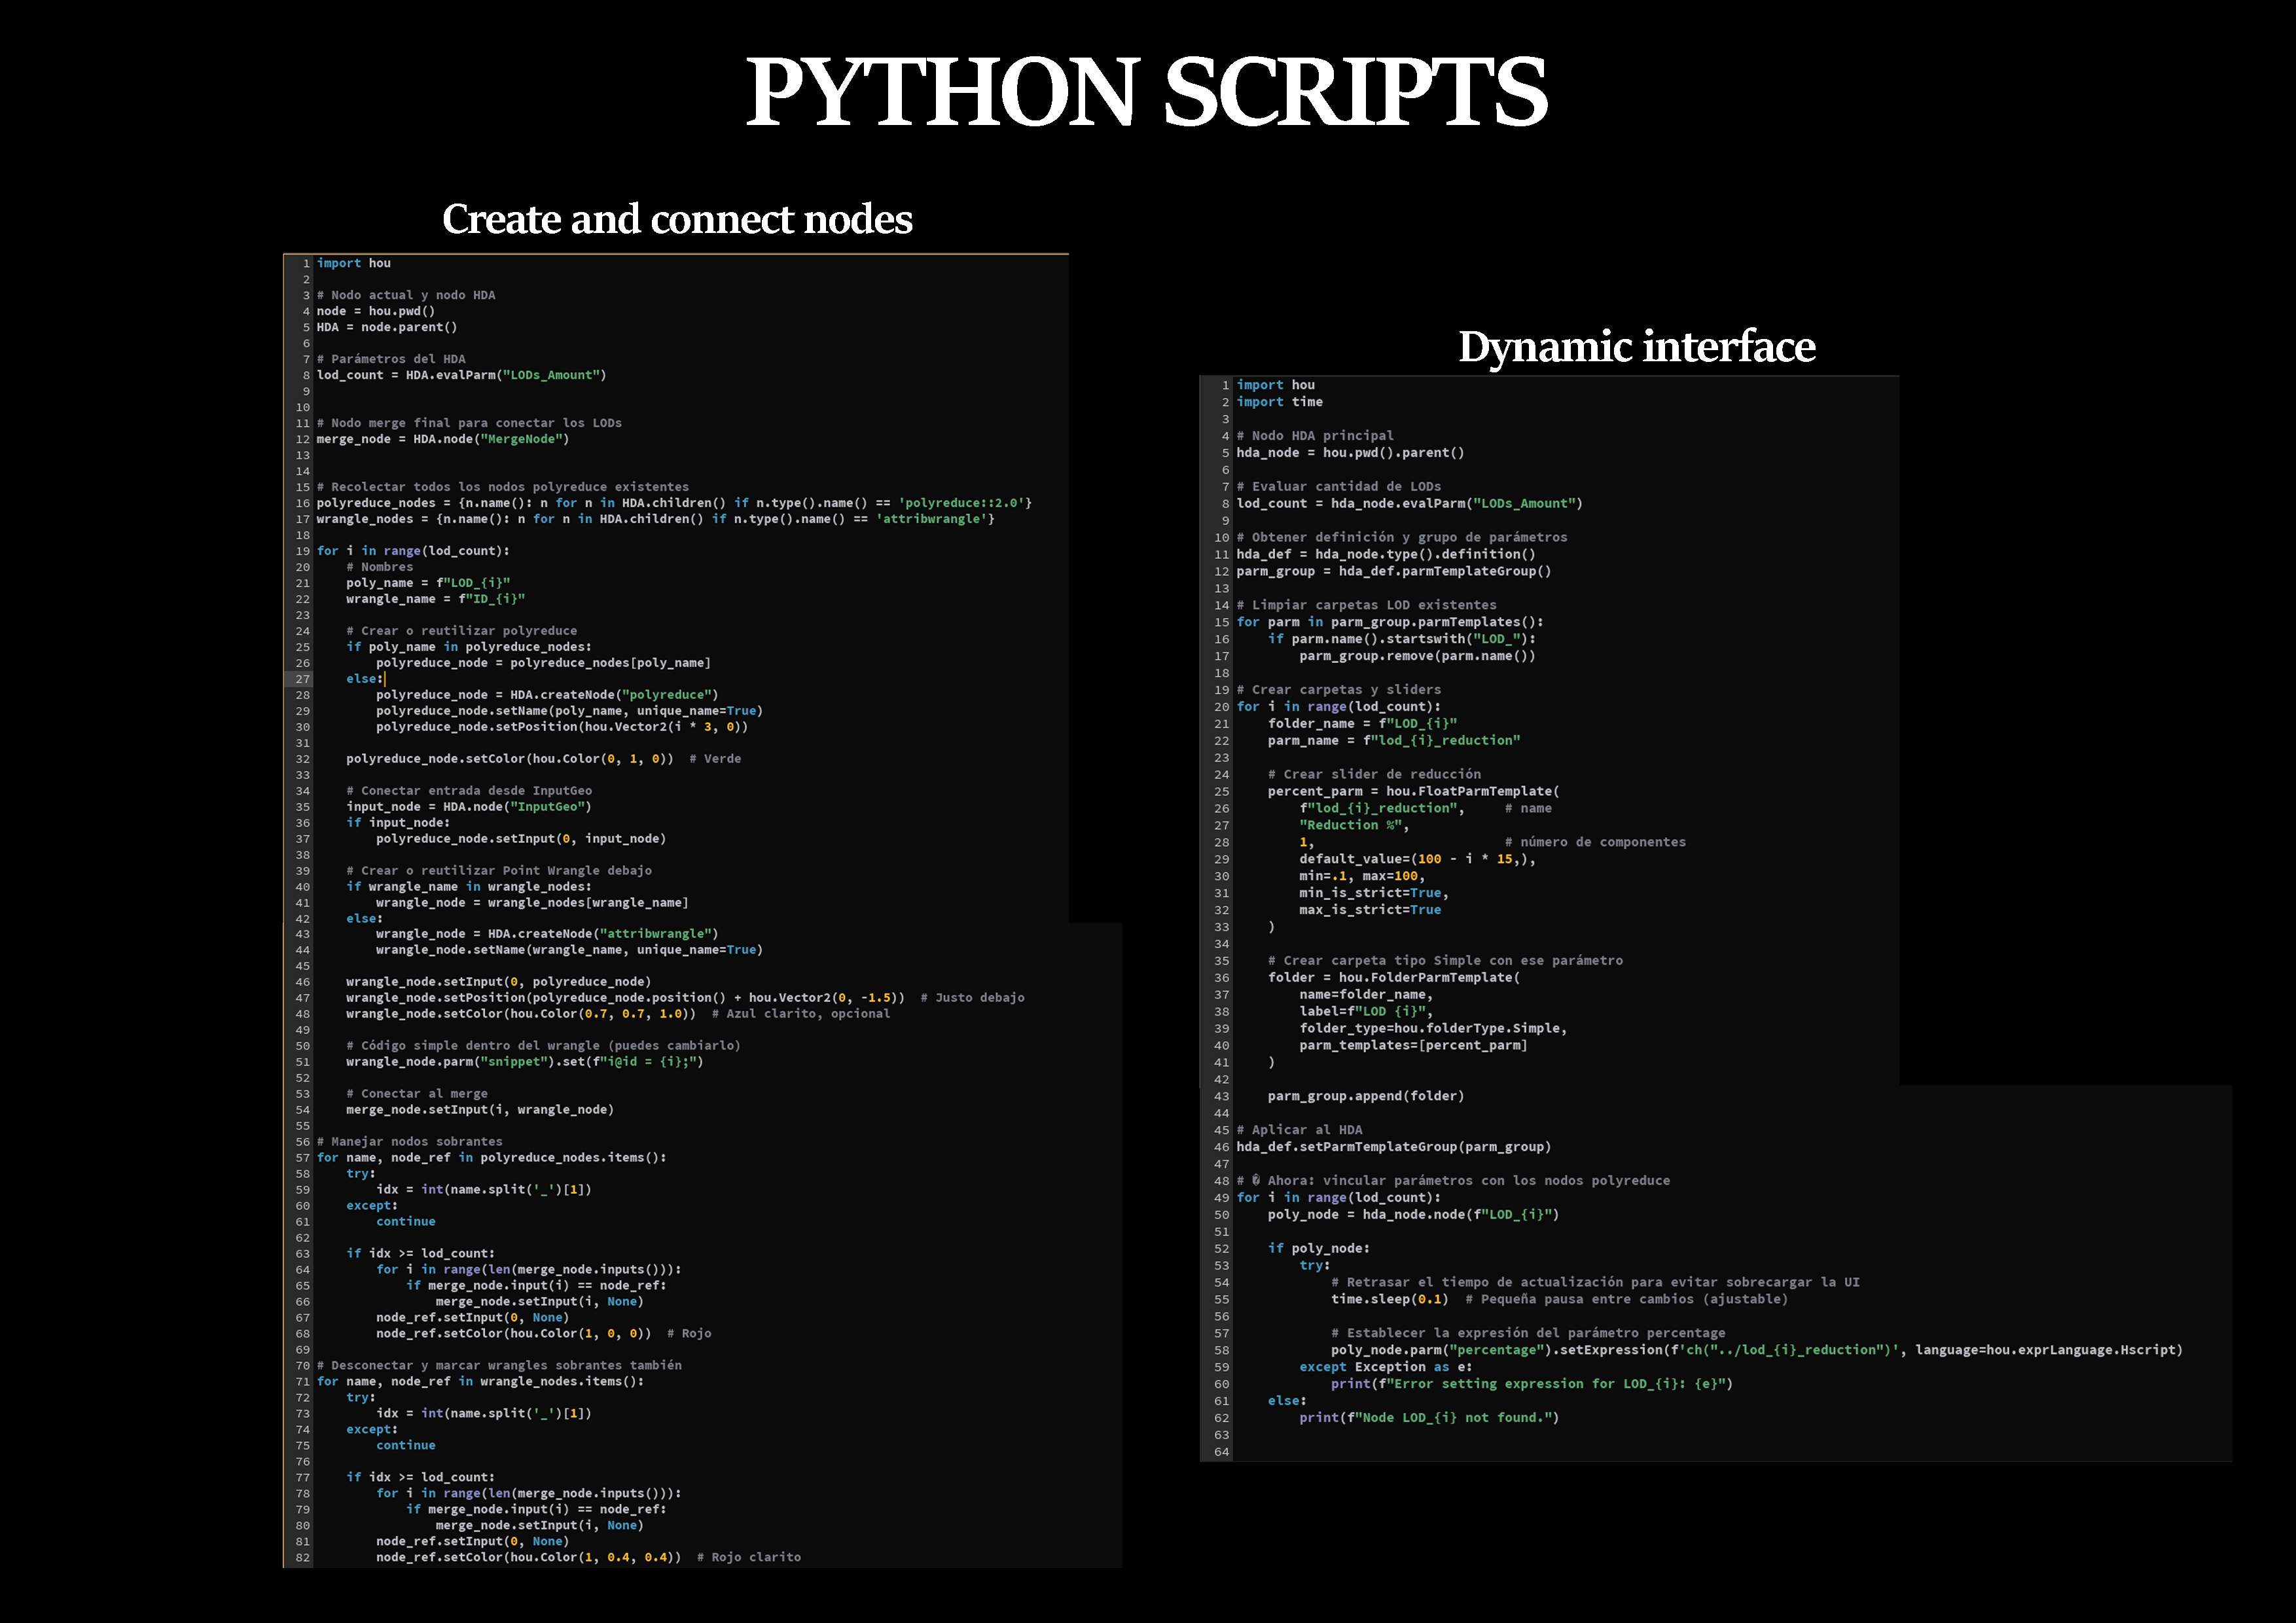 PYTHON SCRIPTS
Create and connect nodes
1 import hou
2
3 # Nodo actual y nodo HDA
4 node = hou.pwd()
5 HDA = node.parent()
6
7 # Parámetros del HDA
8 lod_count = HDA.evalParm("LODs_Amount")
9
10
11 # Nodo merge final para conectar los LODs
12 merge_node = HDA.node("MergeNode")
13
14
15 # Recolectar todos los nodos polyreduce existentes
16 polyreduce_nodes = {n.name(): n for n in HDA.children() if n.type().name() == 'polyreduce::2.0'}
17 wrangle_nodes = {n.name(): n for n in HDA.children() if n.type().name() == 'attribwrangle'}
18
19 for i in range(lod_count):
20     # Nombres
21     poly_name = f"LOD_{i}"
22     wrangle_name = f"ID_{i}"
23
24     # Crear o reutilizar polyreduce
25     if poly_name in polyreduce_nodes:
26         polyreduce_node = polyreduce_nodes[poly_name]
27     else:
28         polyreduce_node = HDA.createNode("polyreduce")
29         polyreduce_node.setName(poly_name, unique_name=True)
30         polyreduce_node.setPosition(hou.Vector2(i * 3, 0))
31
32     polyreduce_node.setColor(hou.Color(0, 1, 0))  # Verde
33
34     # Conectar entrada desde InputGeo
35     input_node = HDA.node("InputGeo")
36     if input_node:
37         polyreduce_node.setInput(0, input_node)
38
39     # Crear o reutilizar Point Wrangle debajo
40     if wrangle_name in wrangle_nodes:
41         wrangle_node = wrangle_nodes[wrangle_name]
42     else:
43         wrangle_node = HDA.createNode("attribwrangle")
44         wrangle_node.setName(wrangle_name, unique_name=True)
45
46     wrangle_node.setInput(0, polyreduce_node)
47     wrangle_node.setPosition(polyreduce_node.position() + hou.Vector2(0, -1.5))  # Justo debajo
48     wrangle_node.setColor(hou.Color(0.7, 0.7, 1.0))  # Azul clarito, opcional
49
50     # Código simple dentro del wrangle (puedes cambiarlo)
51     wrangle_node.parm("snippet").set(f"i@id = {i};")
52
53     # Conectar al merge
54     merge_node.setInput(i, wrangle_node)
55
56 # Manejar nodos sobrantes
57 for name, node_ref in polyreduce_nodes.items():
58     try:
59         idx = int(name.split('_')[1])
60     except:
61         continue
62
63     if idx >= lod_count:
64         for i in range(len(merge_node.inputs())):
65             if merge_node.input(i) == node_ref:
66                 merge_node.setInput(i, None)
67         node_ref.setInput(0, None)
68         node_ref.setColor(hou.Color(1, 0, 0))  # Rojo
69
70 # Desconectar y marcar wrangles sobrantes también
71 for name, node_ref in wrangle_nodes.items():
72     try:
73         idx = int(name.split('_')[1])
74     except:
75         continue
76
77     if idx >= lod_count:
78         for i in range(len(merge_node.inputs())):
79             if merge_node.input(i) == node_ref:
80                 merge_node.setInput(i, None)
81         node_ref.setInput(0, None)
82         node_ref.setColor(hou.Color(1, 0.4, 0.4))  # Rojo clarito
Dynamic interface
1 import hou
2 import time
3
4 # Nodo HDA principal
5 hda_node = hou.pwd().parent()
6
7 # Evaluar cantidad de LODs
8 lod_count = hda_node.evalParm("LODs_Amount")
9
10 # Obtener definición y grupo de parámetros
11 hda_def = hda_node.type().definition()
12 parm_group = hda_def.parmTemplateGroup()
13
14 # Limpiar carpetas LOD existentes
15 for parm in parm_group.parmTemplates():
16     if parm.name().startswith("LOD_"):
17         parm_group.remove(parm.name())
18
19 # Crear carpetas y sliders
20 for i in range(lod_count):
21     folder_name = f"LOD_{i}"
22     parm_name = f"lod_{i}_reduction"
23
24     # Crear slider de reducción
25     percent_parm = hou.FloatParmTemplate(
26         f"lod_{i}_reduction",     # name
27         "Reduction %",
28         1,                        # número de componentes
29         default_value=(100 - i * 15,),
30         min=.1, max=100,
31         min_is_strict=True,
32         max_is_strict=True
33     )
34
35     # Crear carpeta tipo Simple con ese parámetro
36     folder = hou.FolderParmTemplate(
37         name=folder_name,
38         label=f"LOD {i}",
39         folder_type=hou.folderType.Simple,
40         parm_templates=[percent_parm]
41     )
42
43     parm_group.append(folder)
44
45 # Aplicar al HDA
46 hda_def.setParmTemplateGroup(parm_group)
47
48 # � Ahora: vincular parámetros con los nodos polyreduce
49 for i in range(lod_count):
50     poly_node = hda_node.node(f"LOD_{i}")
51
52     if poly_node:
53         try:
54             # Retrasar el tiempo de actualización para evitar sobrecargar la UI
55             time.sleep(0.1)  # Pequeña pausa entre cambios (ajustable)
56
57             # Establecer la expresión del parámetro percentage
58             poly_node.parm("percentage").setExpression(f'ch("../lod_{i}_reduction")', language=hou.exprLanguage.Hscript)
59         except Exception as e:
60             print(f"Error setting expression for LOD_{i}: {e}")
61     else:
62         print(f"Node LOD_{i} not found.")
63
64